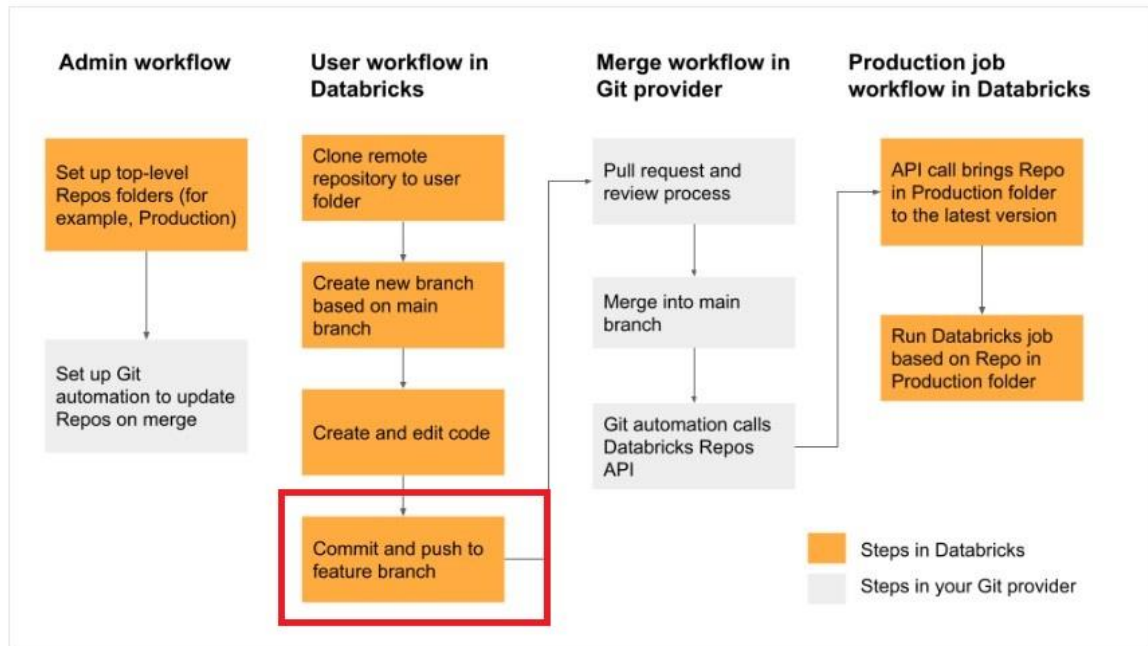 Admin workflow
Set up top-level
Repos folders (for
example, Production)
Set up Git
automation to update
Repos on merge
User workflow in
Databricks
Clone remote
repository to user
folder
Create new branch
based on main
branch
Create and edit code
Commit and push to
feature branch
Merge workflow in
Git provider
Pull request and
review process
Merge into main
branch
Git automation calls
Databricks Repos
API
Production job
workflow in Databricks
API call brings Repo
in Production folder
to the latest version
Run Databricks job
based on Repo in
Production folder
Steps in Databricks
Steps in your Git provider